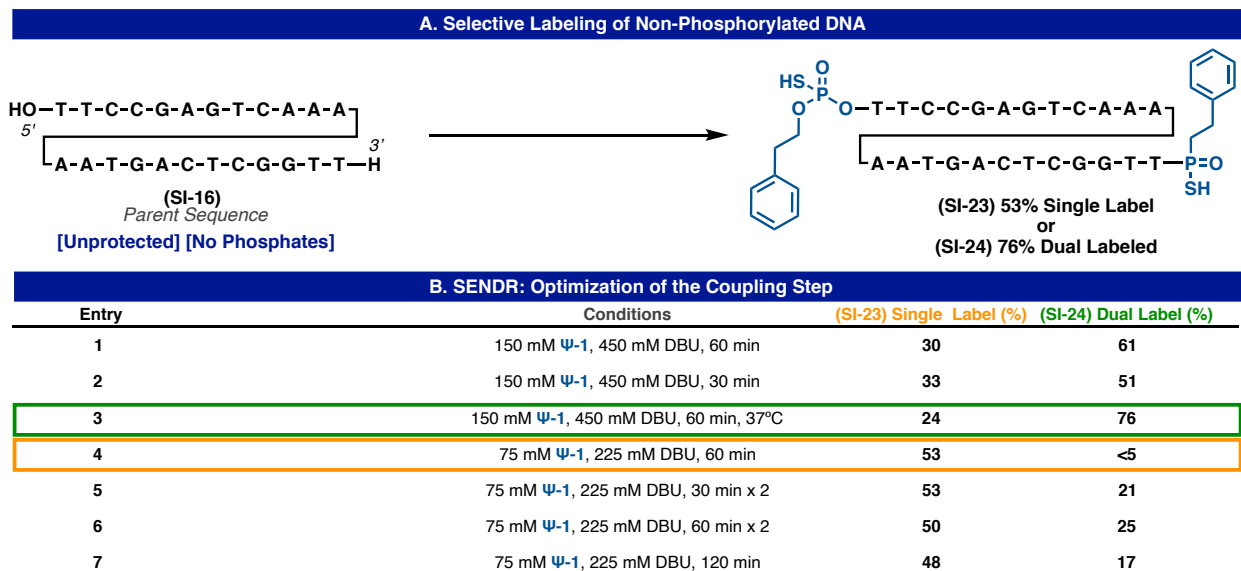 A. Selective Labeling of Non-Phosphorylated DNA
HO–T–T–C–C–G–A–G–T–C–A–A–A
5'
3'
A–A–T–G–A–C–T–C–G–G–T–T–H
(SI-16)
Parent Sequence
[Unprotected] [No Phosphates]
O
HS
P
O
O–T–T–C–C–G–A–G–T–C–A–A–A
A–A–T–G–A–C–T–C–G–G–T–T–P=O
SH
(SI-23) 53% Single Label
or
(SI-24) 76% Dual Labeled
B. SENDR: Optimization of the Coupling Step
Entry Conditions (SI-23) Single Label (%) (SI-24) Dual Label (%)
1 150 mM Ψ-1, 450 mM DBU, 60 min 30 61
2 150 mM Ψ-1, 450 mM DBU, 30 min 33 51
3 150 mM Ψ-1, 450 mM DBU, 60 min, 37ºC 24 76
4 75 mM Ψ-1, 225 mM DBU, 60 min 53 <5
5 75 mM Ψ-1, 225 mM DBU, 30 min x 2 53 21
6 75 mM Ψ-1, 225 mM DBU, 60 min x 2 50 25
7 75 mM Ψ-1, 225 mM DBU, 120 min 48 17